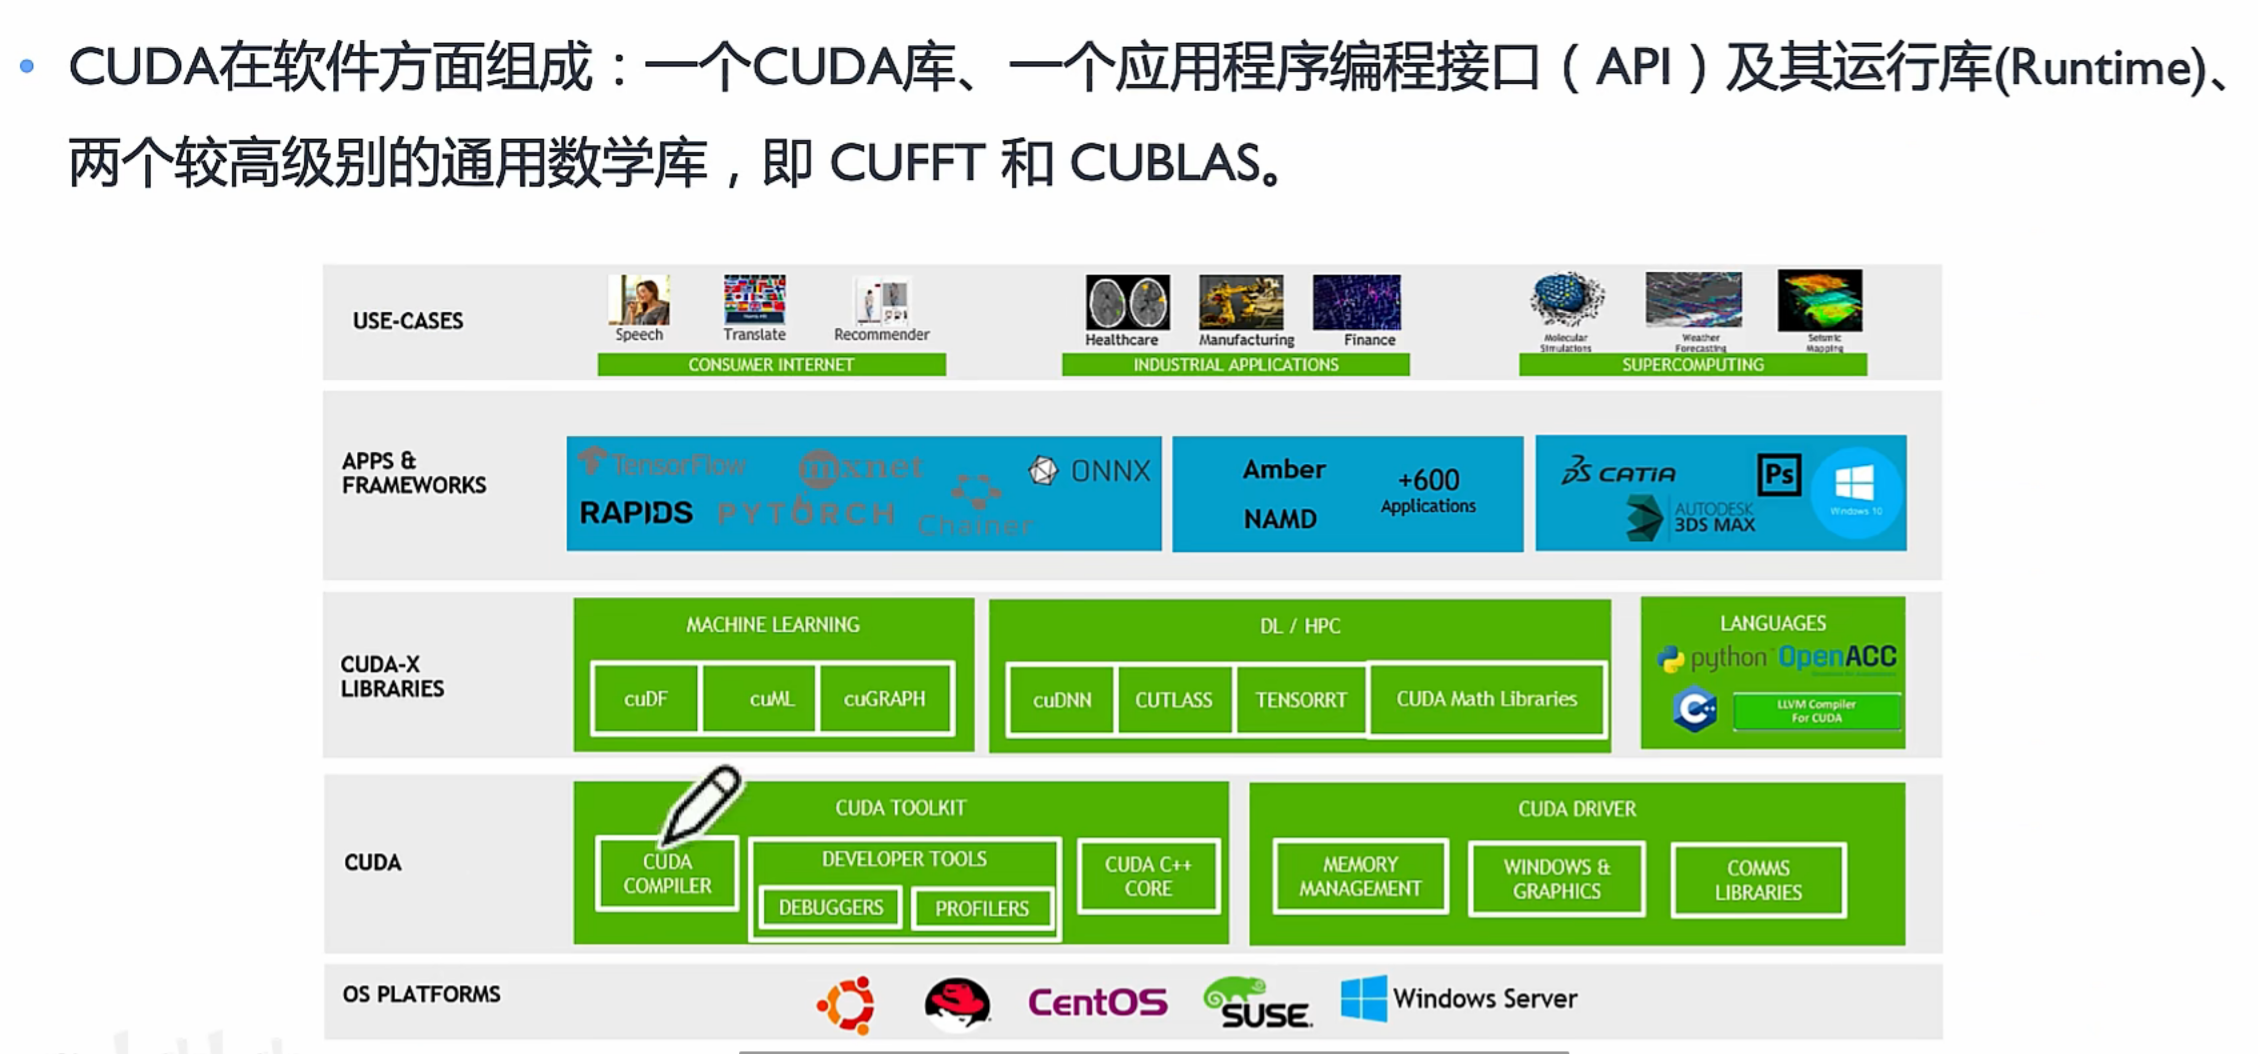 CUDA在软件方面组成：一个CUDA库、一个应用程序编程接口（API）及其运行库(Runtime)、
两个较高级别的通用数学库，即 CUFFT 和 CUBLAS。
USE-CASES
Speech
Translate
Recommender
CONSUMER INTERNET
Healthcare
Manufacturing
Finance
INDUSTRIAL APPLICATIONS
Molecular
Simulations
Weather
Forecasting
Seismic
Mapping
SUPERCOMPUTING
APPS &
FRAMEWORKS
TensorFlow
mxnet
ONNX
RAPIDS
PYTORCH
Chainer
Amber
NAMD
+600
Applications
CATIA
Ps
AUTODESK
3DS MAX
Windows 10
CUDA-X
LIBRARIES
MACHINE LEARNING
cuDF
cuML
cuGRAPH
DL / HPC
cuDNN
CUTLASS
TENSORRT
CUDA Math Libraries
LANGUAGES
python
OpenACC
C++
LLVM Compiler
For CUDA
CUDA
CUDA TOOLKIT
CUDA
COMPILER
DEVELOPER TOOLS
DEBUGGERS
PROFILERS
CUDA C++
CORE
CUDA DRIVER
MEMORY
MANAGEMENT
WINDOWS &
GRAPHICS
COMMS
LIBRARIES
OS PLATFORMS
CentOS
SUSE
Windows Server